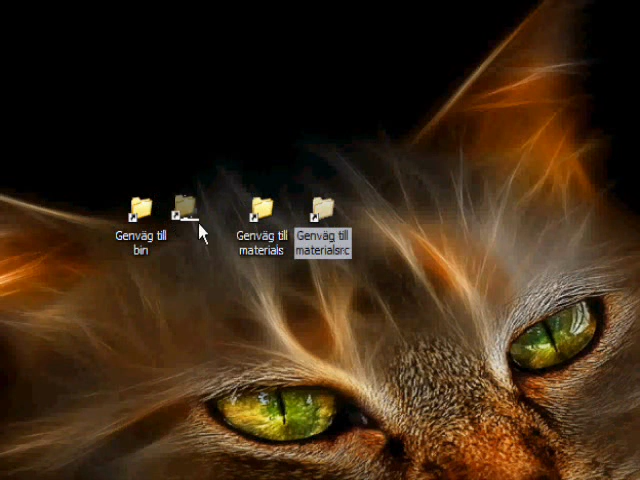 Genväg till
bin
Genväg till
materials
Genväg till
materialsrc